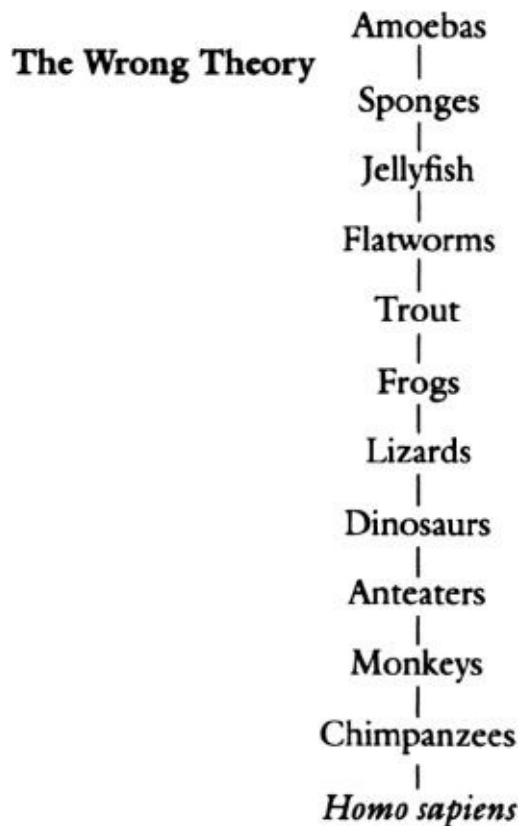 The Wrong Theory
Amoebas
Sponges
Jellyfish
Flatworms
Trout
Frogs
Lizards
Dinosaurs
Anteaters
Monkeys
Chimpanzees
Homo sapiens